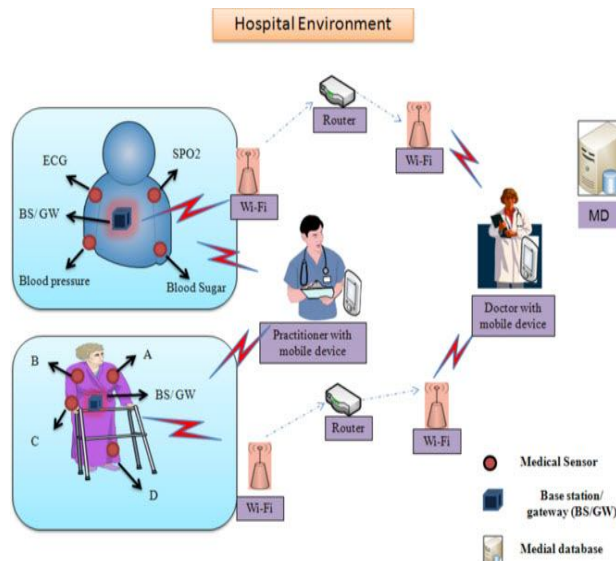 Hospital Environment
Router
ECG
SPO2
Wi-Fi
BS/GW
Wi-Fi
MD
Blood pressure
Blood Sugar
Practitioner with
mobile device
Doctor with
mobile device
B
A
BS/GW
C
D
Router
Wi-Fi
Wi-Fi
Medical Sensor
Base station/
gateway (BS/GW)
Medial database